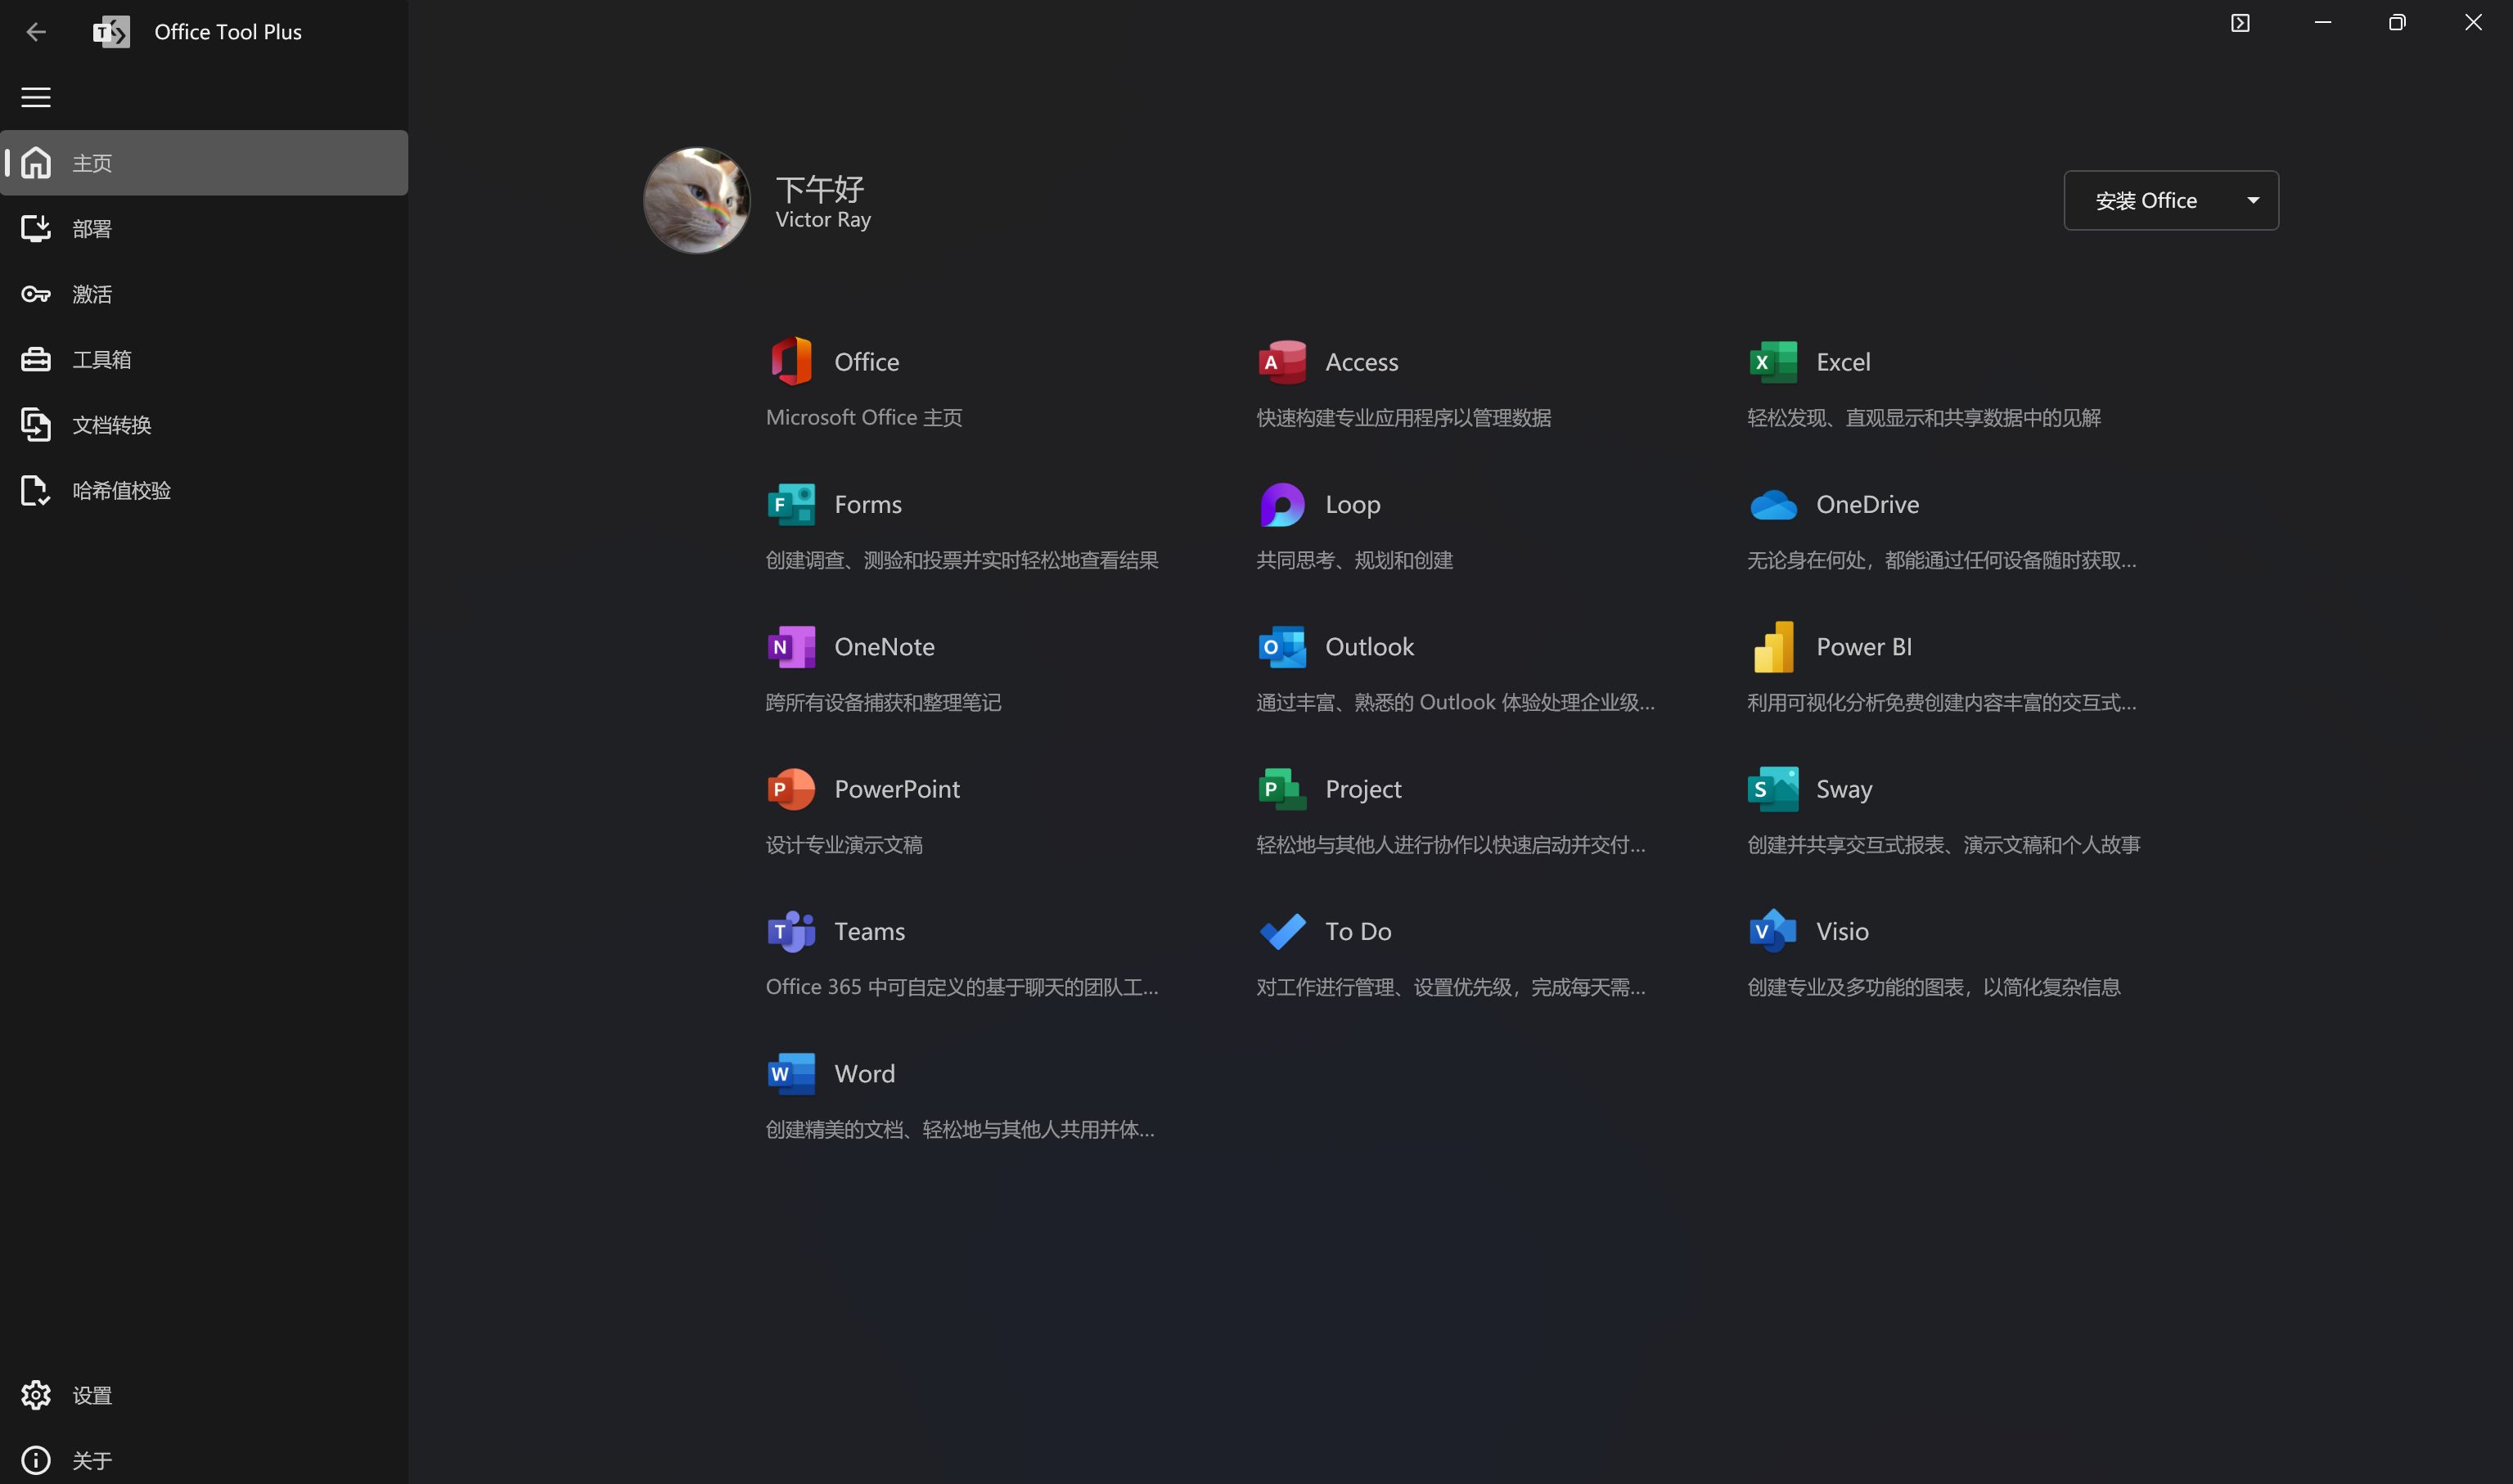 Office Tool Plus
主页
部署
激活
工具箱
文档转换
哈希值校验
设置
关于
下午好
Victor Ray
安装 Office
Office
Microsoft Office 主页
Access
快速构建专业应用程序以管理数据
Excel
轻松发现、直观显示和共享数据中的见解
Forms
创建调查、测验和投票并实时轻松地查看结果
Loop
共同思考、规划和创建
OneDrive
无论身在何处，都能通过任何设备随时获取...
OneNote
跨所有设备捕获和整理笔记
Outlook
通过丰富、熟悉的 Outlook 体验处理企业级...
Power BI
利用可视化分析免费创建内容丰富的交互式...
PowerPoint
设计专业演示文稿
Project
轻松地与其他人进行协作以快速启动并交付...
Sway
创建并共享交互式报表、演示文稿和个人故事
Teams
Office 365 中可自定义的基于聊天的团队工...
To Do
对工作进行管理、设置优先级，完成每天需...
Visio
创建专业及多功能的图表，以简化复杂信息
Word
创建精美的文档、轻松地与其他人共用并体...